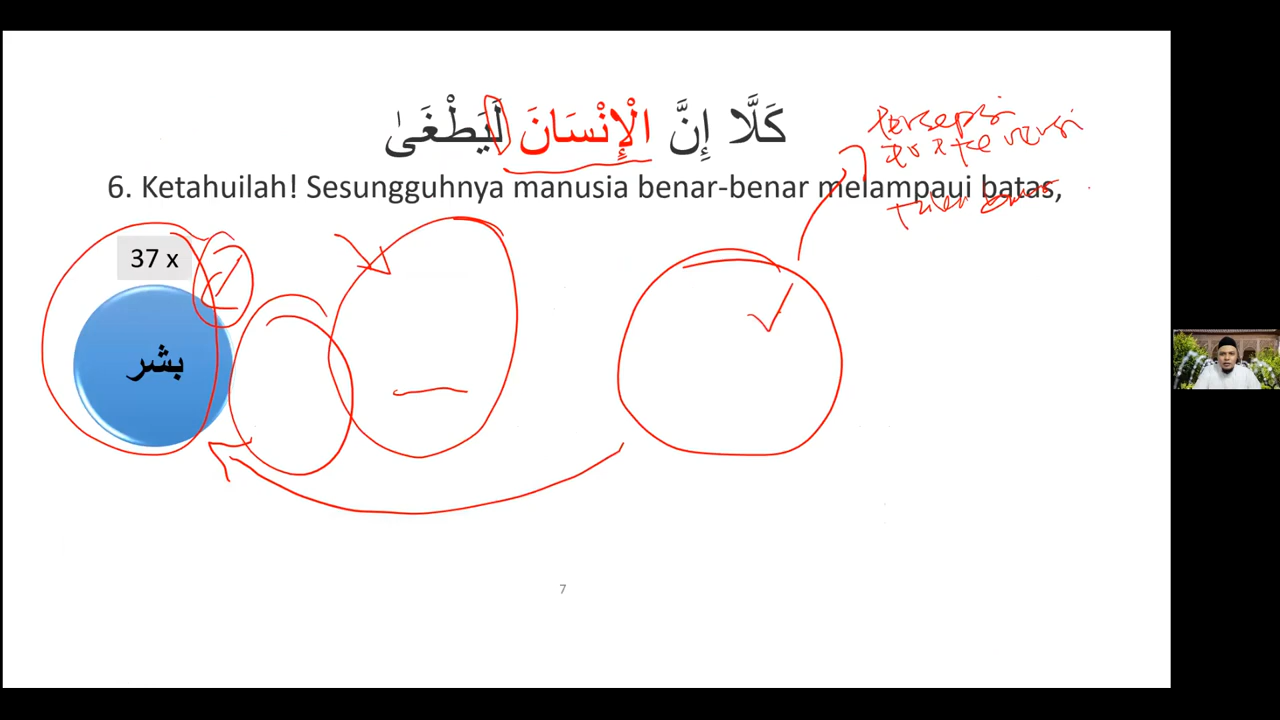 كَلَّا إِنَّ الْإِنْسَانَ لَيَطْغَىٰ
6. Ketahuilah! Sesungguhnya manusia benar-benar melampaui batas,
persepsi
37 x
بشر
7